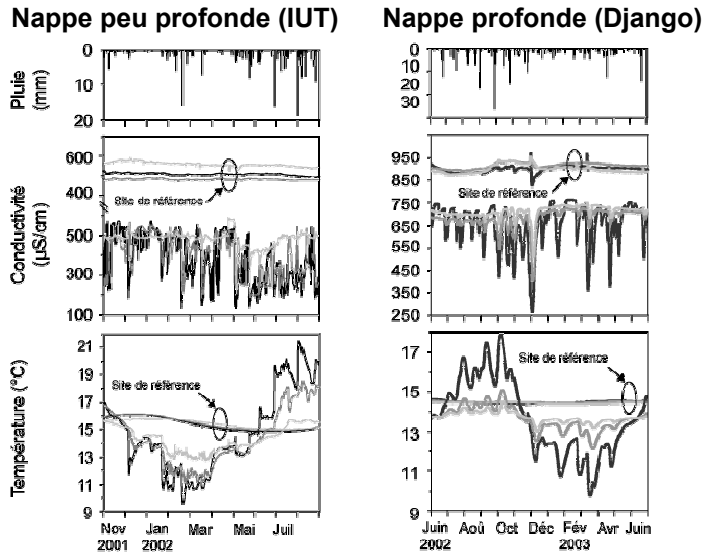 Nappe peu profonde (IUT)
Nappe profonde (Django)
Pluie
(mm)
0
10
20
0
10
20
30
Conductivité
(µS/cm)
600
400
500
300
100
Site de référence
950
850
750
650
550
450
350
250
Site de référence
Température (°C)
21
19
17
15
13
11
9
Site de référence
17
15
13
11
9
Site de référence
Nov Jan Mar Mai Juil
2001 2002
Juin Aoû Oct Déc Fév Avr Juin
2002 2003